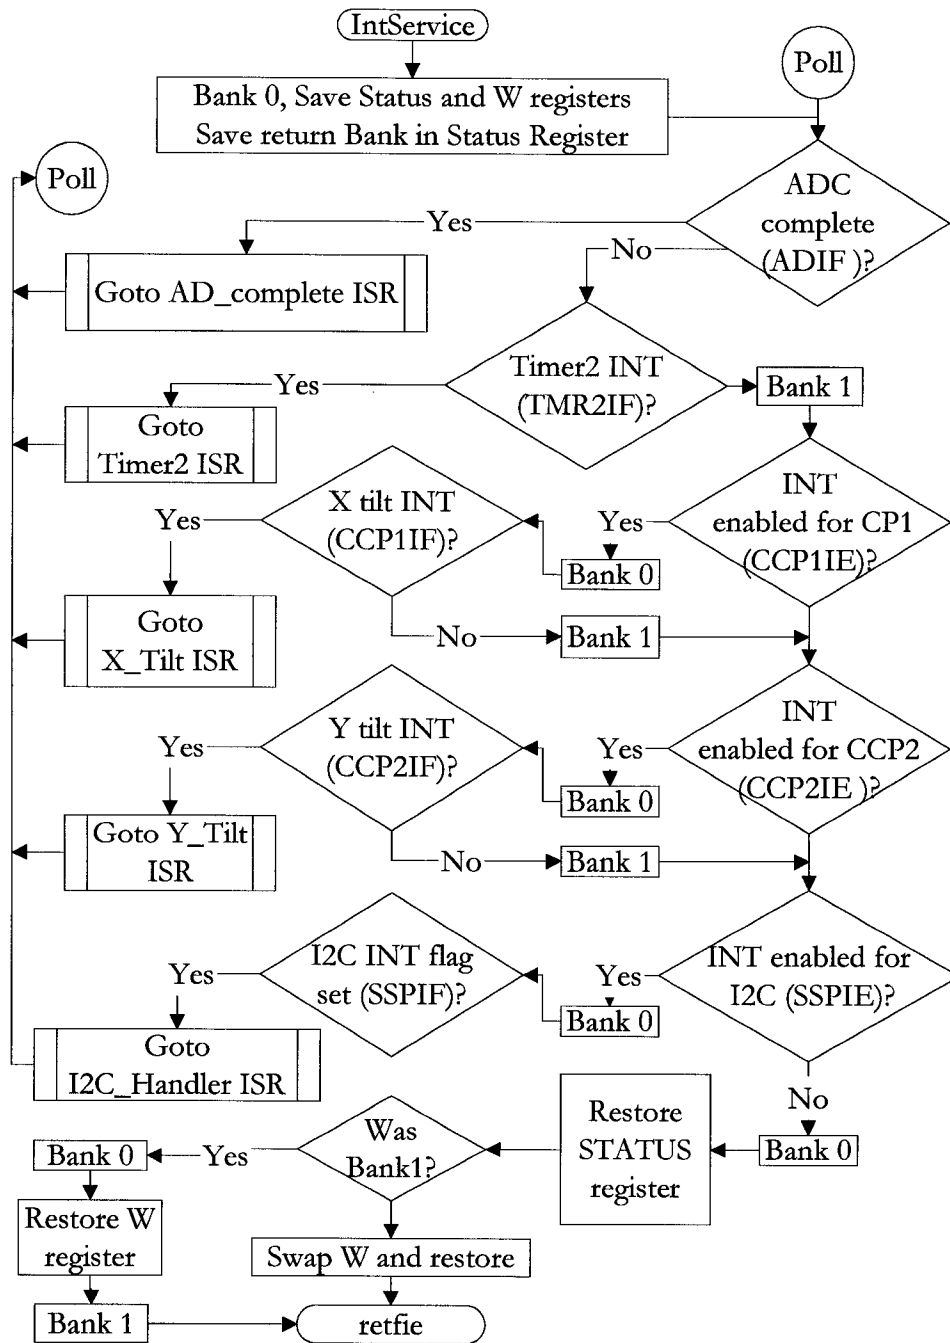 IntService
Poll
Bank 0, Save Status and W registers
Save return Bank in Status Register
Poll
ADC
complete
(ADIF )?
Yes
No
Goto AD_complete ISR
Timer2 INT
(TMR2IF)?
Yes
Bank 1
Goto
Timer2 ISR
INT
enabled for CP1
(CCP1IE)?
X tilt INT
(CCP1IF)?
Yes
Yes
Bank 0
Goto
X_Tilt ISR
No
Bank 1
INT
enabled for CCP2
(CCP2IE )?
Y tilt INT
(CCP2IF)?
Yes
Yes
Bank 0
Goto Y_Tilt
ISR
No
Bank 1
INT enabled for
I2C (SSPIE)?
I2C INT flag
set (SSPIF)?
Yes
Yes
Bank 0
Goto
I2C_Handler ISR
No
Bank 0
Restore
STATUS
register
Was
Bank1?
Yes
Bank 0
Restore W
register
Swap W and restore
Bank 1
retfie